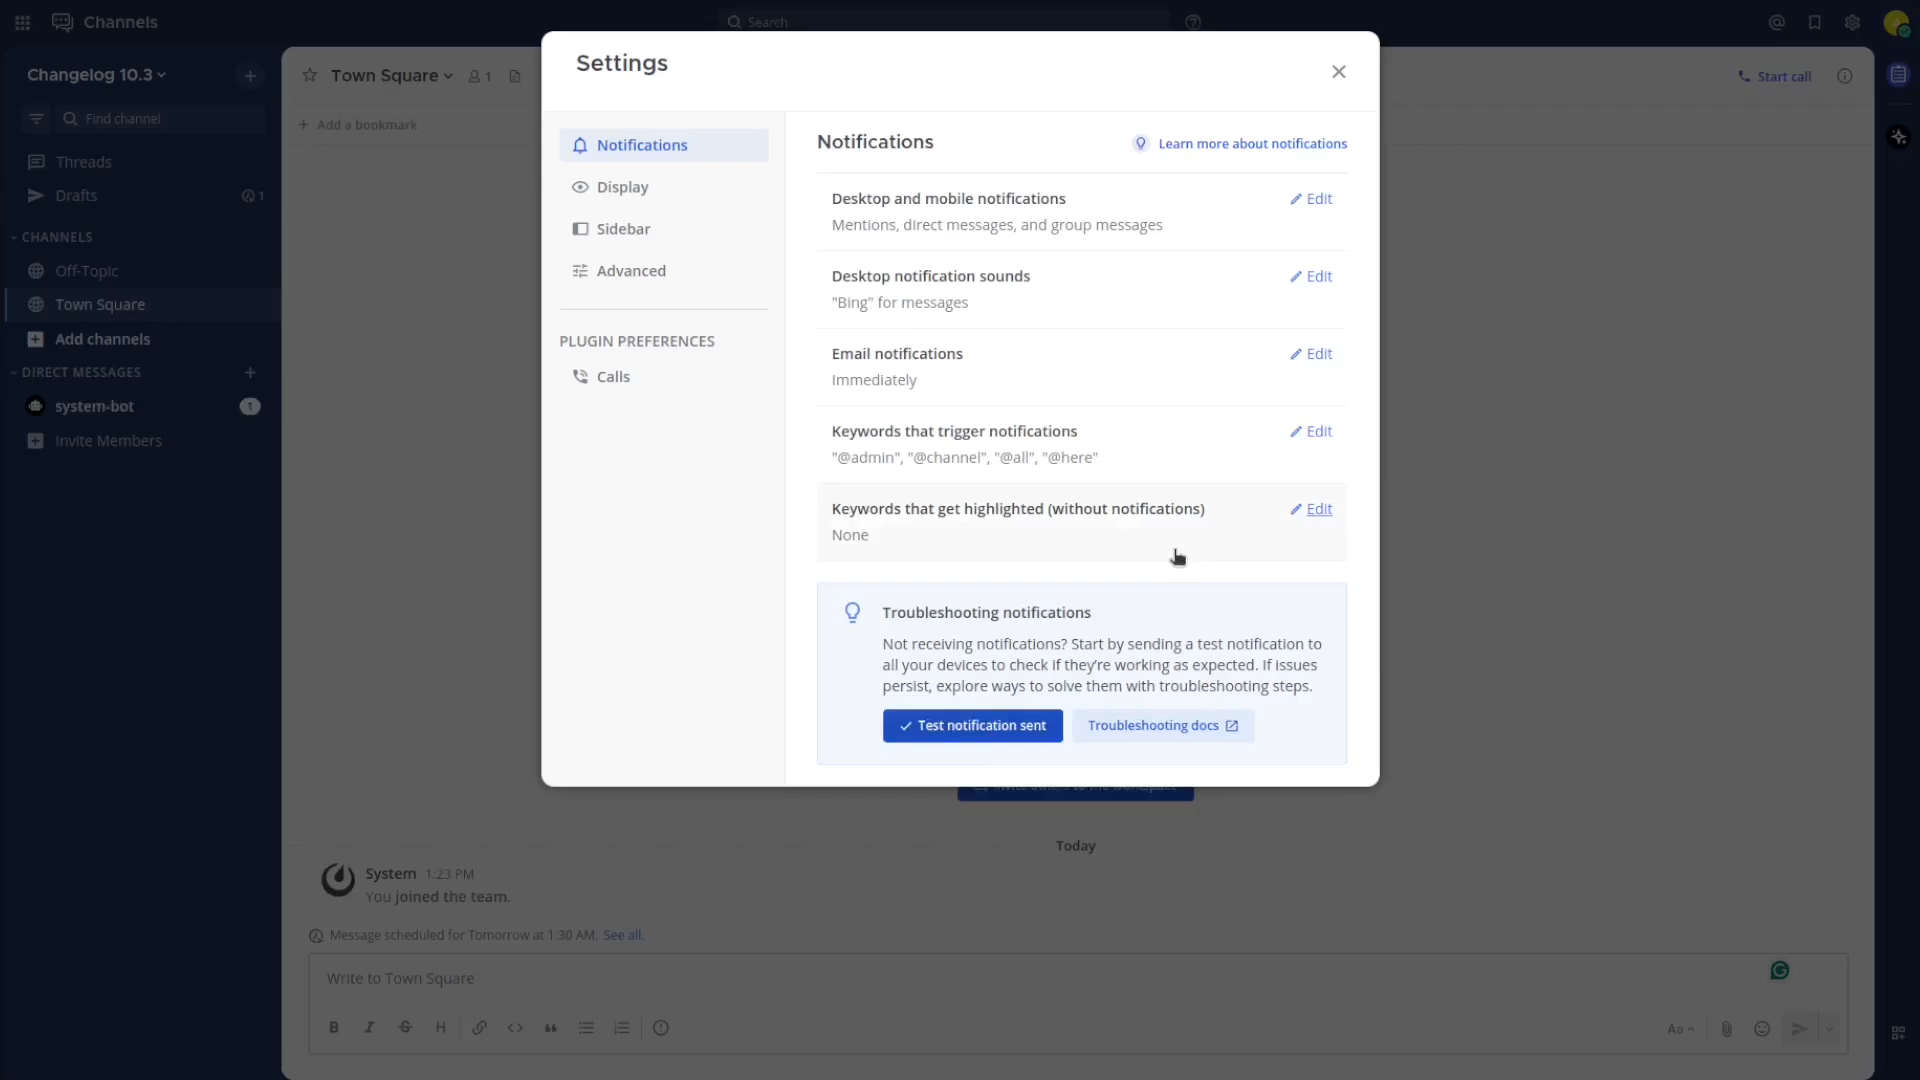 Channels
Search
Changelog 10.3
Find channel
Threads
Drafts
1
CHANNELS
Off-Topic
Town Square
Add channels
DIRECT MESSAGES
system-bot
1
Invite Members
Town Square
1
Start call
Add a bookmark
Settings
Notifications
Display
Sidebar
Advanced
PLUGIN PREFERENCES
Calls
Notifications
Learn more about notifications
Desktop and mobile notifications
Edit
Mentions, direct messages, and group messages
Desktop notification sounds
Edit
"Bing" for messages
Email notifications
Edit
Immediately
Keywords that trigger notifications
Edit
"@admin", "@channel", "@all", "@here"
Keywords that get highlighted (without notifications)
Edit
None
Troubleshooting notifications
Not receiving notifications? Start by sending a test notification to
all your devices to check if they're working as expected. If issues
persist, explore ways to solve them with troubleshooting steps.
Test notification sent
Troubleshooting docs
Today
System 1:23 PM
You joined the team.
Message scheduled for Tomorrow at 1:30 AM. See all.
Write to Town Square
B I S H
Aa